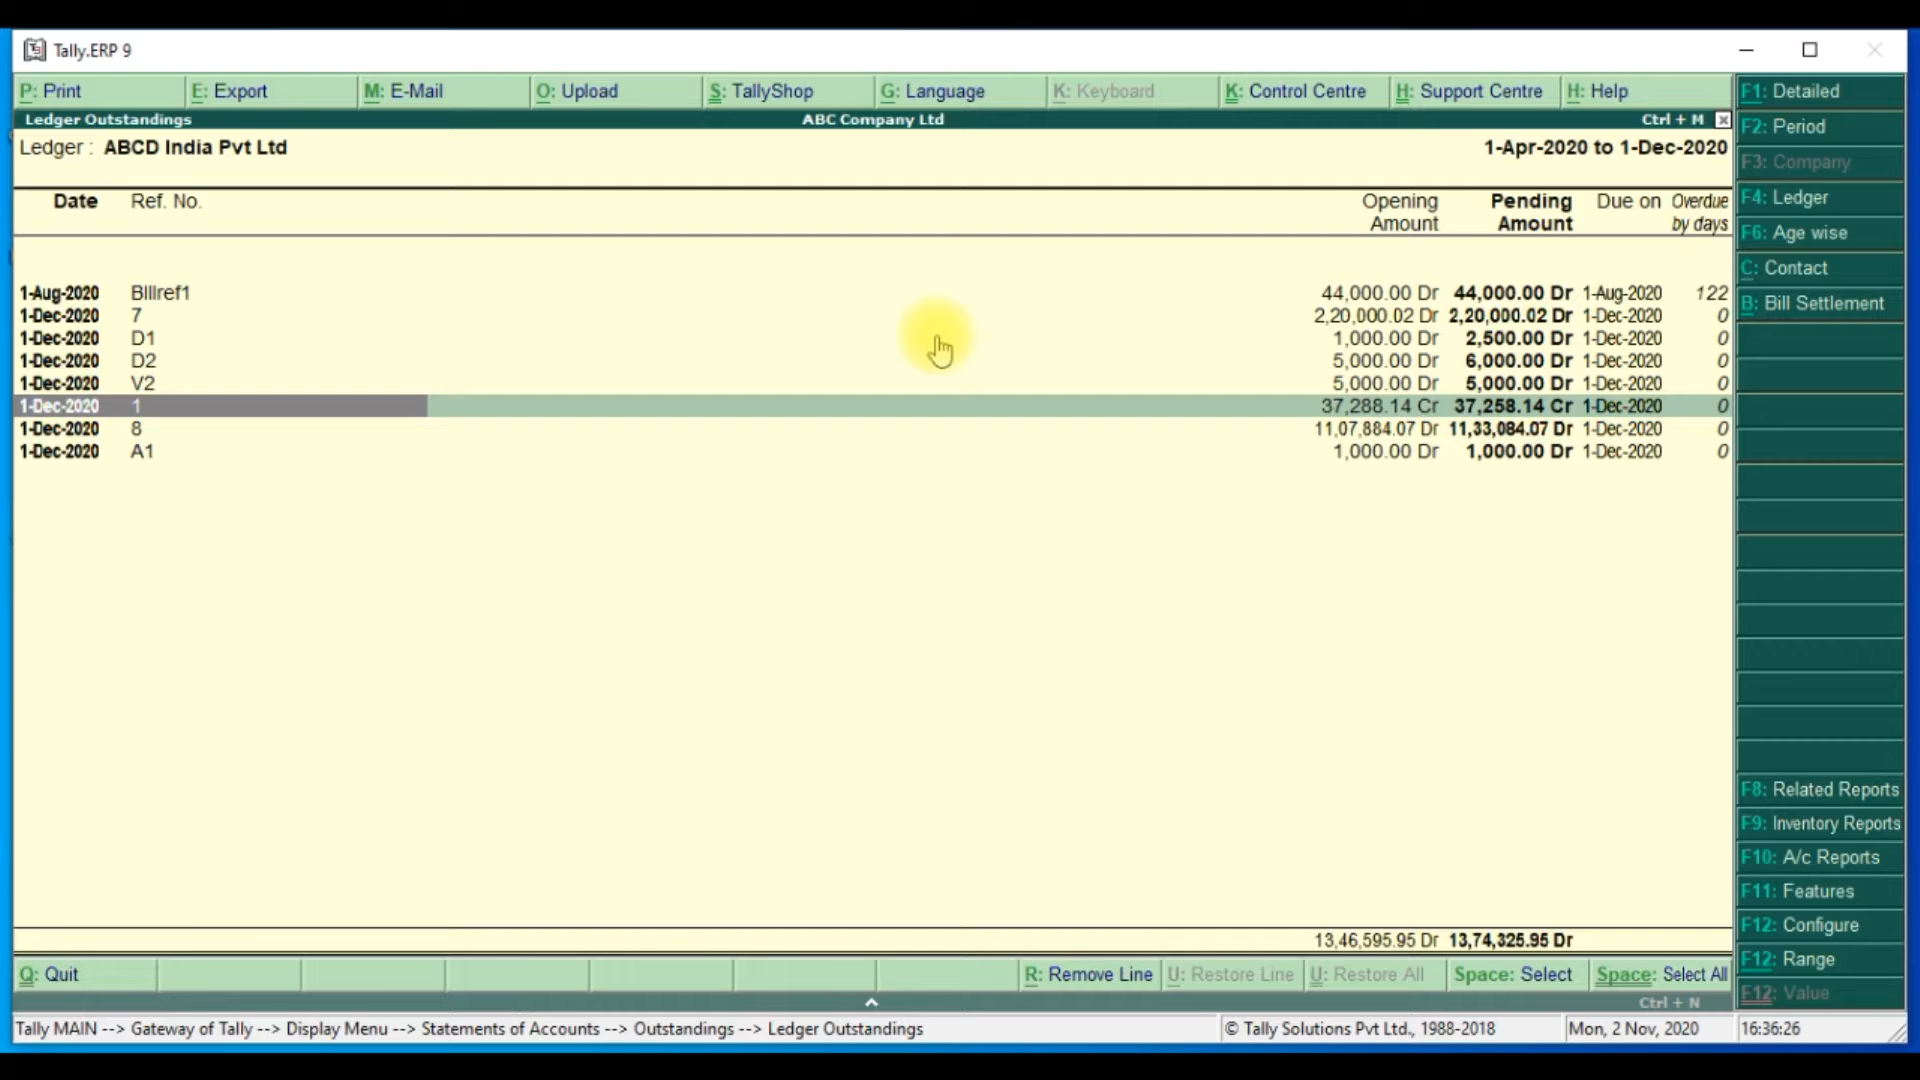 Tally.ERP 9
P: Print E: Export M: E-Mail O: Upload S: TallyShop G: Language K: Keyboard K: Control Centre H: Support Centre H: Help
Ledger Outstandings ABC Company Ltd Ctrl + M
Ledger : ABCD India Pvt Ltd 1-Apr-2020 to 1-Dec-2020
Date Ref. No. Opening Pending Due on Overdue
Amount Amount by days
1-Aug-2020 BIllref1 44,000.00 Dr 44,000.00 Dr 1-Aug-2020 122
1-Dec-2020 7 2,20,000.02 Dr 2,20,000.02 Dr 1-Dec-2020 0
1-Dec-2020 D1 1,000.00 Dr 2,500.00 Dr 1-Dec-2020 0
1-Dec-2020 D2 5,000.00 Dr 6,000.00 Dr 1-Dec-2020 0
1-Dec-2020 V2 5,000.00 Dr 5,000.00 Dr 1-Dec-2020 0
1-Dec-2020 1 37,288.14 Cr 37,258.14 Cr 1-Dec-2020 0
1-Dec-2020 8 11,07,884.07 Dr 11,33,084.07 Dr 1-Dec-2020 0
1-Dec-2020 A1 1,000.00 Dr 1,000.00 Dr 1-Dec-2020 0
13,46,595.95 Dr 13,74,325.95 Dr
Q: Quit R: Remove Line U: Restore Line U: Restore All Space: Select Space: Select All
Ctrl + N
F1: Detailed
F2: Period
F3: Company
F4: Ledger
F6: Age wise
C: Contact
B: Bill Settlement
F8: Related Reports
F9: Inventory Reports
F10: A/c Reports
F11: Features
F12: Configure
F12: Range
F12: Value
Tally MAIN --> Gateway of Tally --> Display Menu --> Statements of Accounts --> Outstandings --> Ledger Outstandings © Tally Solutions Pvt Ltd., 1988-2018 Mon, 2 Nov, 2020 16:36:26